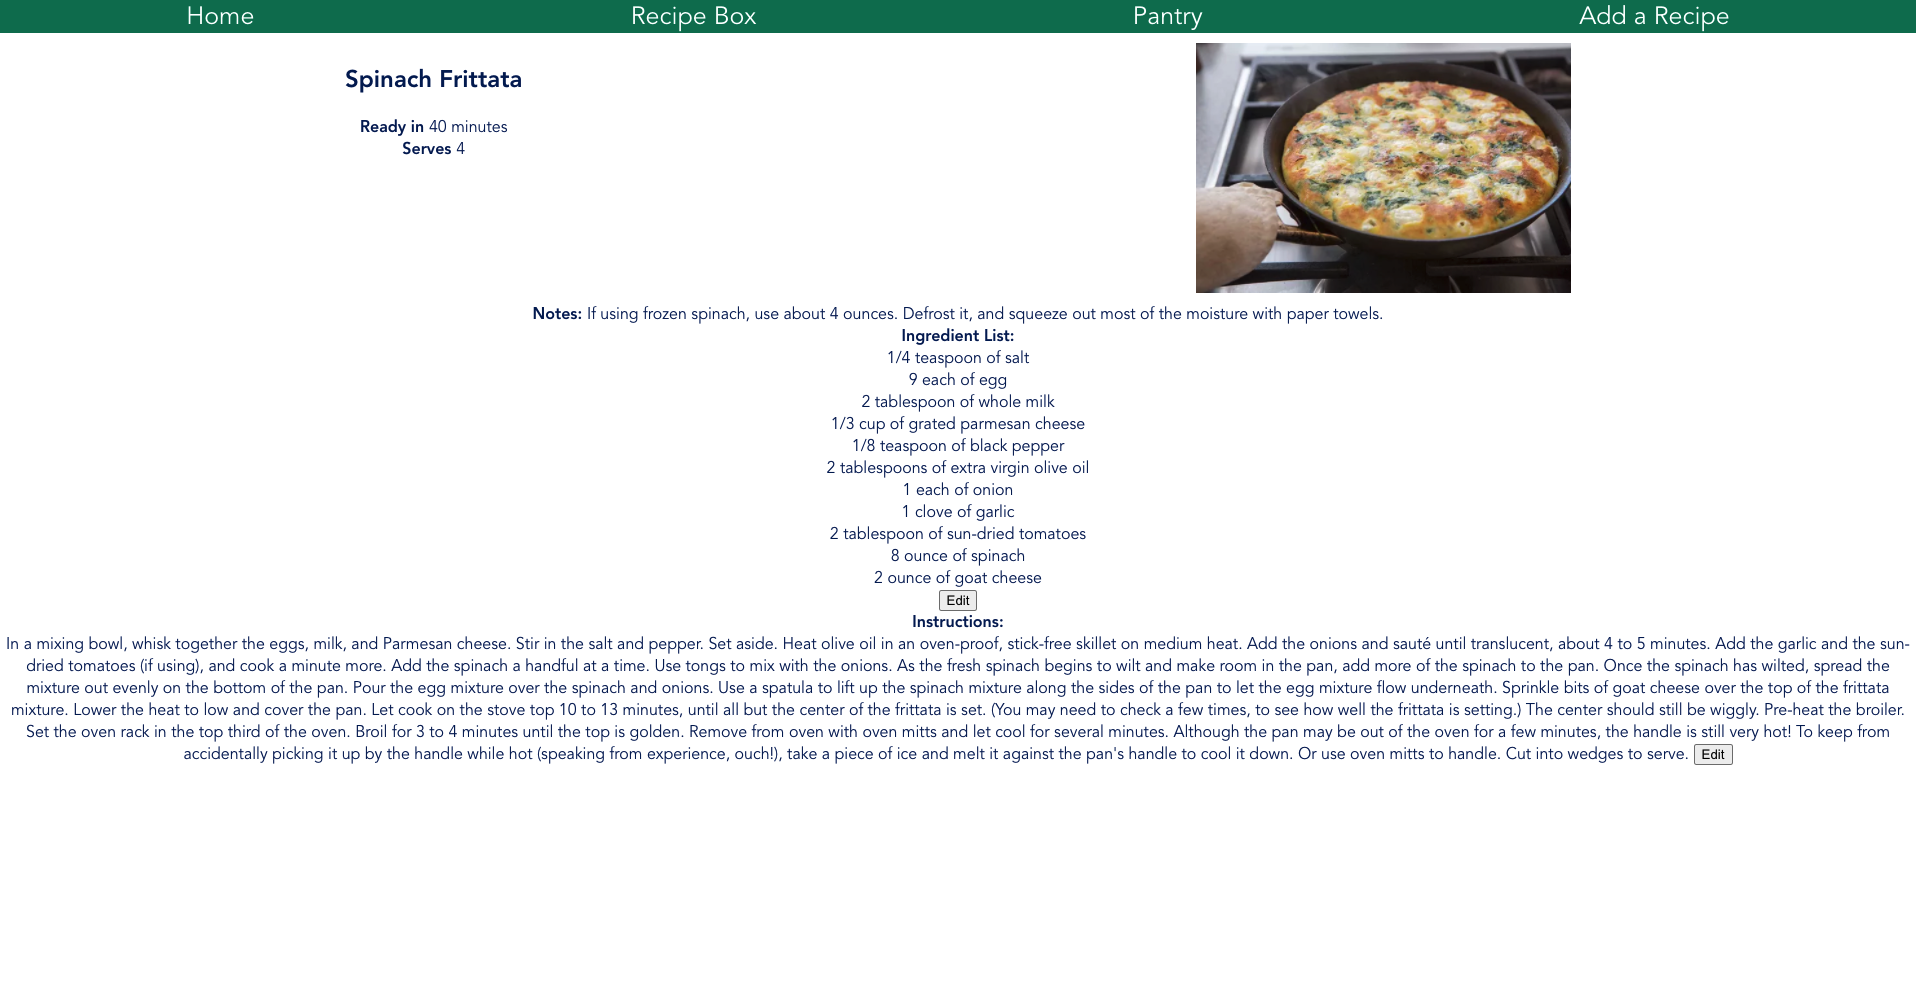 Home Recipe Box Pantry Add a Recipe
Spinach Frittata
Ready in 40 minutes
Serves 4
Notes: If using frozen spinach, use about 4 ounces. Defrost it, and squeeze out most of the moisture with paper towels.
Ingredient List:
1/4 teaspoon of salt
9 each of egg
2 tablespoon of whole milk
1/3 cup of grated parmesan cheese
1/8 teaspoon of black pepper
2 tablespoons of extra virgin olive oil
1 each of onion
1 clove of garlic
2 tablespoon of sun-dried tomatoes
8 ounce of spinach
2 ounce of goat cheese
Edit
Instructions:
In a mixing bowl, whisk together the eggs, milk, and Parmesan cheese. Stir in the salt and pepper. Set aside. Heat olive oil in an oven-proof, stick-free skillet on medium heat. Add the onions and sauté until translucent, about 4 to 5 minutes. Add the garlic and the sun-
dried tomatoes (if using), and cook a minute more. Add the spinach a handful at a time. Use tongs to mix with the onions. As the fresh spinach begins to wilt and make room in the pan, add more of the spinach to the pan. Once the spinach has wilted, spread the
mixture out evenly on the bottom of the pan. Pour the egg mixture over the spinach and onions. Use a spatula to lift up the spinach mixture along the sides of the pan to let the egg mixture flow underneath. Sprinkle bits of goat cheese over the top of the frittata
mixture. Lower the heat to low and cover the pan. Let cook on the stove top 10 to 13 minutes, until all but the center of the frittata is set. (You may need to check a few times, to see how well the frittata is setting.) The center should still be wiggly. Pre-heat the broiler.
Set the oven rack in the top third of the oven. Broil for 3 to 4 minutes until the top is golden. Remove from oven with oven mitts and let cool for several minutes. Although the pan may be out of the oven for a few minutes, the handle is still very hot! To keep from
accidentally picking it up by the handle while hot (speaking from experience, ouch!), take a piece of ice and melt it against the pan's handle to cool it down. Or use oven mitts to handle. Cut into wedges to serve. Edit